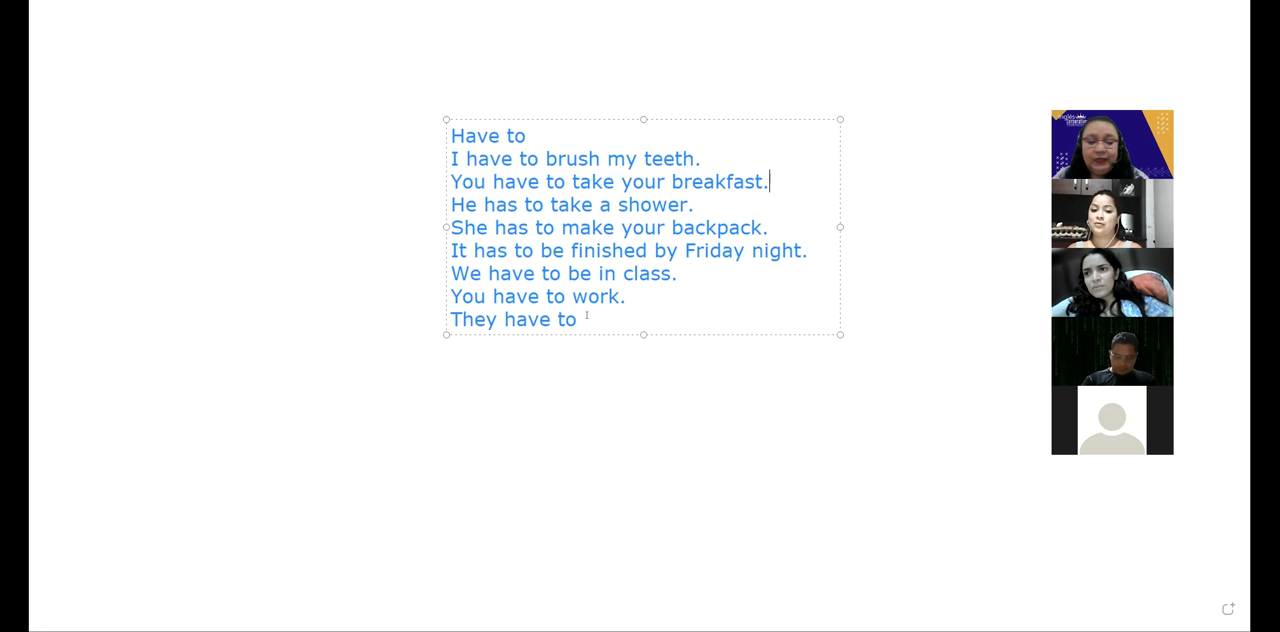 Have to
I have to brush my teeth.
You have to take your breakfast.
He has to take a shower.
She has to make your backpack.
It has to be finished by Friday night.
We have to be in class.
You have to work.
They have to
Inglés